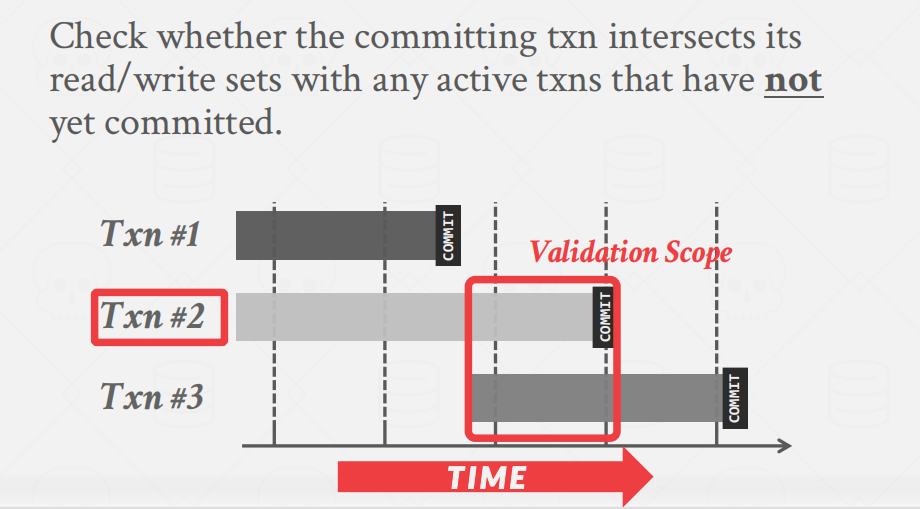 Check whether the committing txn intersects its
read/write sets with any active txns that have not
yet committed.
Txn #1
COMMIT
Validation Scope
Txn #2
COMMIT
Txn #3
COMMIT
TIME